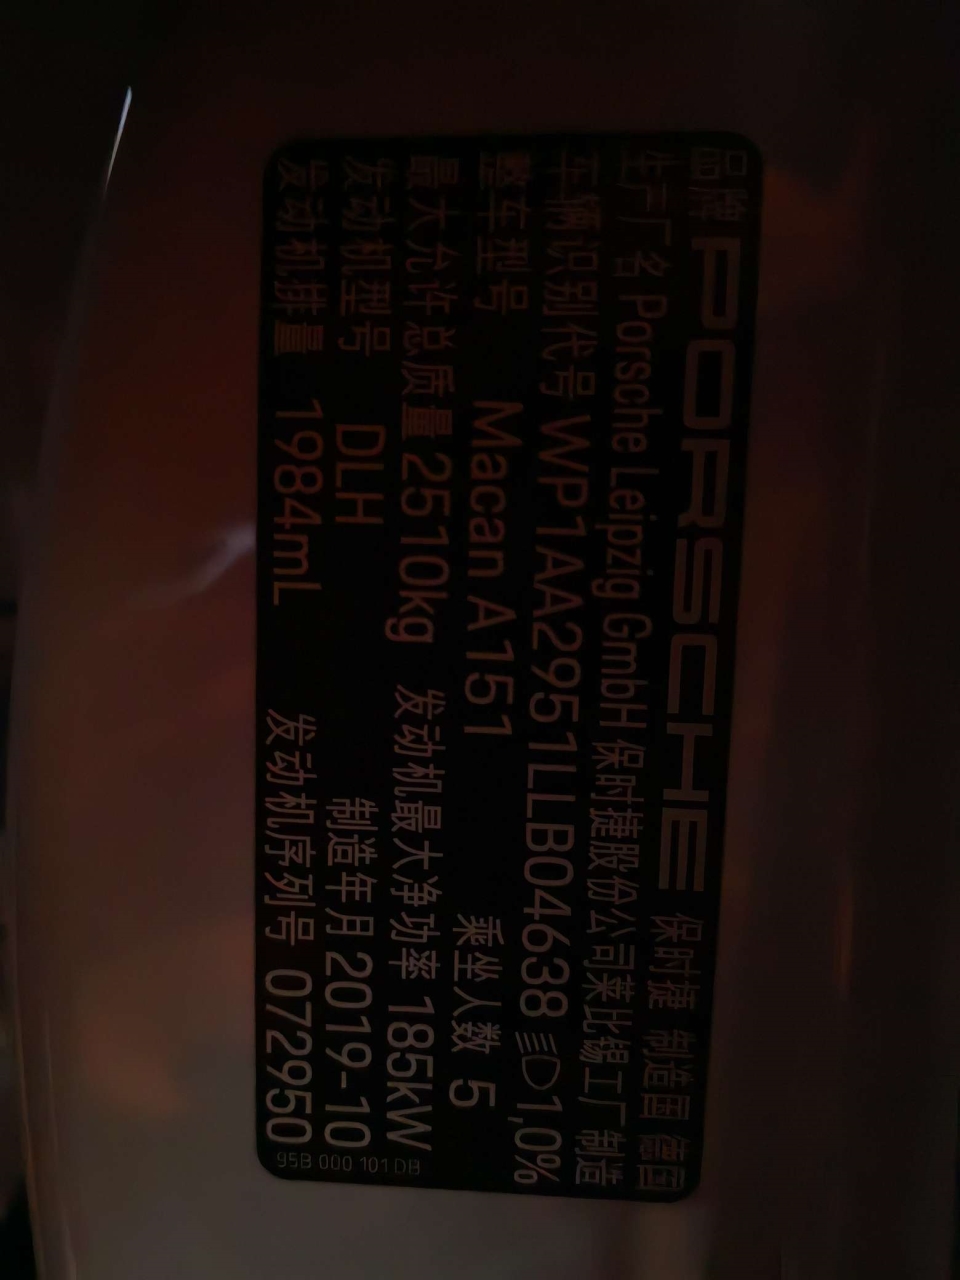 品牌 PORSCHE 保时捷 制造国 德国
生产厂名 Porsche Leipzig GmbH 保时捷股份公司莱比锡工厂制造
车辆识别代号 WP1AA2951LLB04638 1,0%
整车型号 Macan A151 乘坐人数 5
最大允许总质量 2510kg 发动机最大净功率 185kW
发动机型号 DLH 制造年月 2019-10
发动机排量 1984mL 发动机序列号 072950
95B 000 101 DB